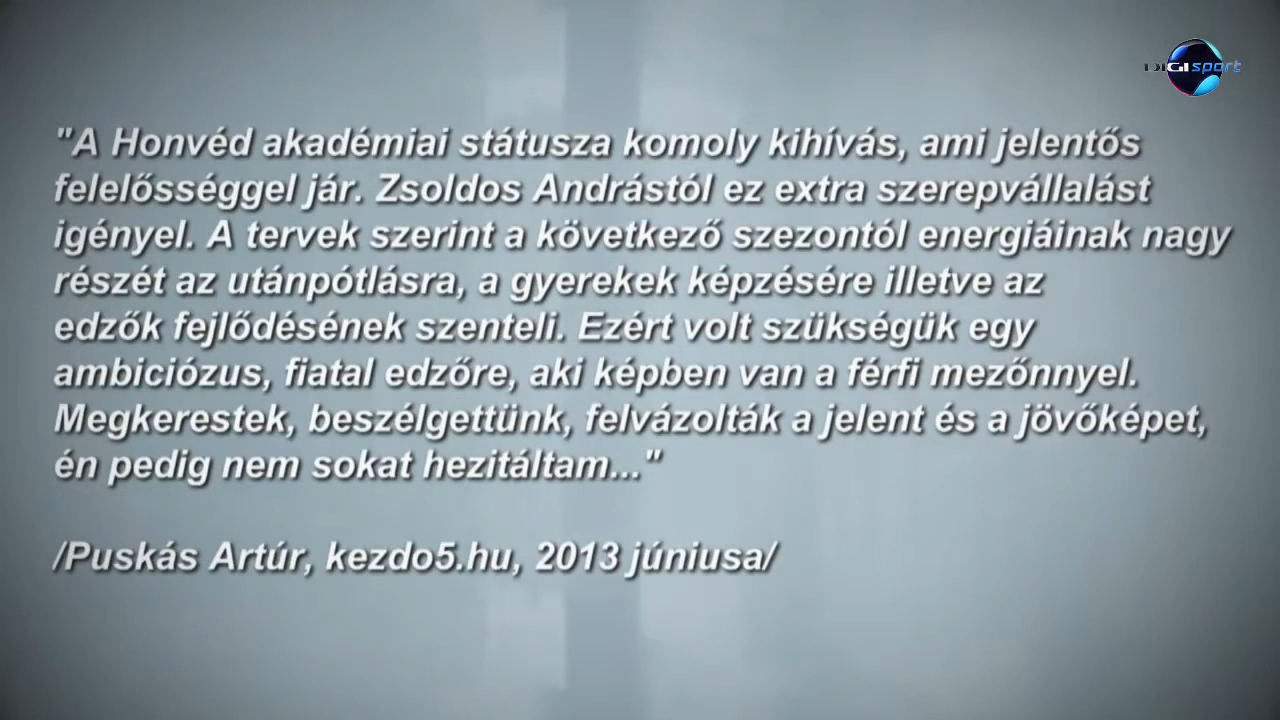 DIGI sport
"A Honvéd akadémiai státusza komoly kihívás, ami jelentős
felelősséggel jár. Zsoldos Andrástól ez extra szerepvállalást
igényel. A tervek szerint a következő szezontól energiáinak nagy
részét az utánpótlásra, a gyerekek képzésére illetve az
edzők fejlődésének szenteli. Ezért volt szükségük egy
ambiciózus, fiatal edzőre, aki képben van a férfi mezőnnyel.
Megkerestek, beszélgettünk, felvázolták a jelent és a jövőképet,
én pedig nem sokat hezitáltam..."
/Puskás Artúr, kezdo5.hu, 2013 júniusa/